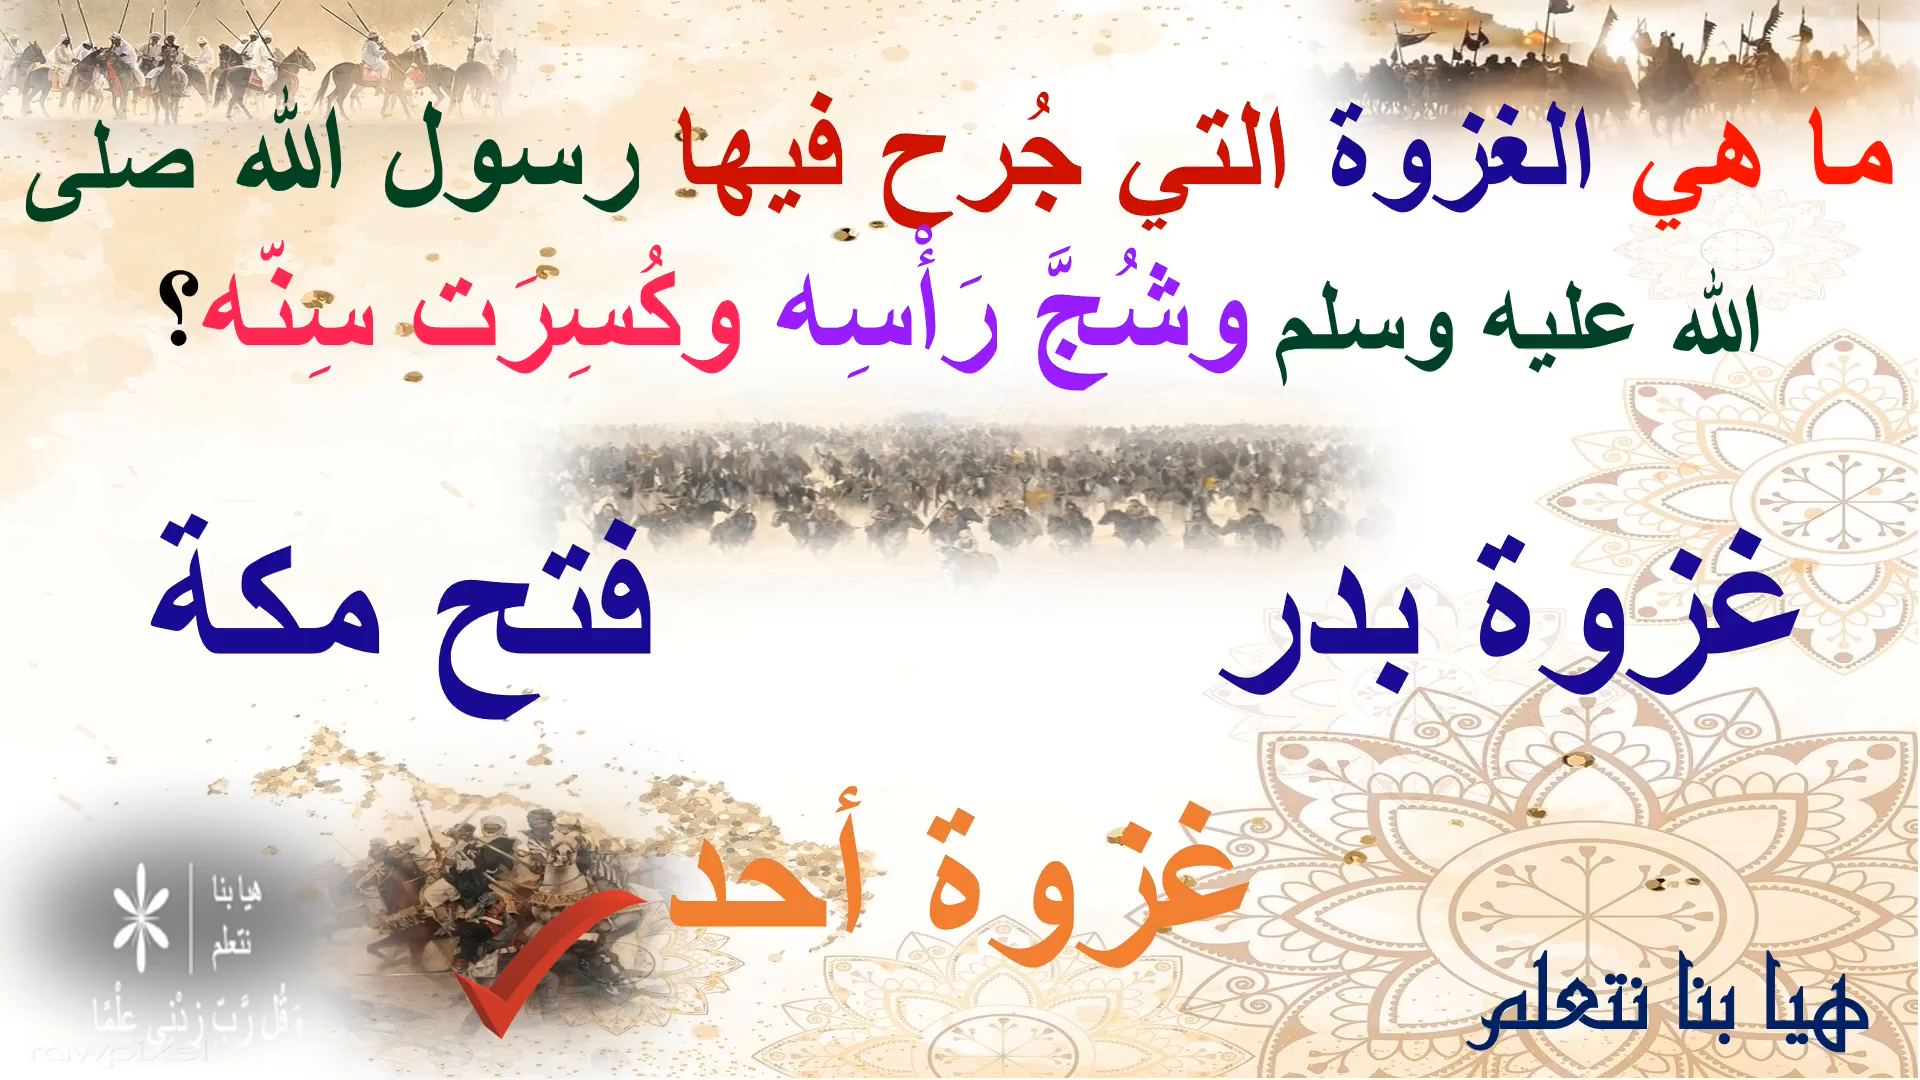 ما هي الغزوة التي جُرح فيها رسول الله صلى
الله عليه وسلم وشُجَّ رَأْسِه وكُسِرَت سِنّه؟
غزوة بدر
فتح مكة
غزوة أحد
هيا بنا
نتعلم
وَقُل رَّبِّ زِدْنِي عِلْمًا
rawpixel
هيا بنا نتعلم